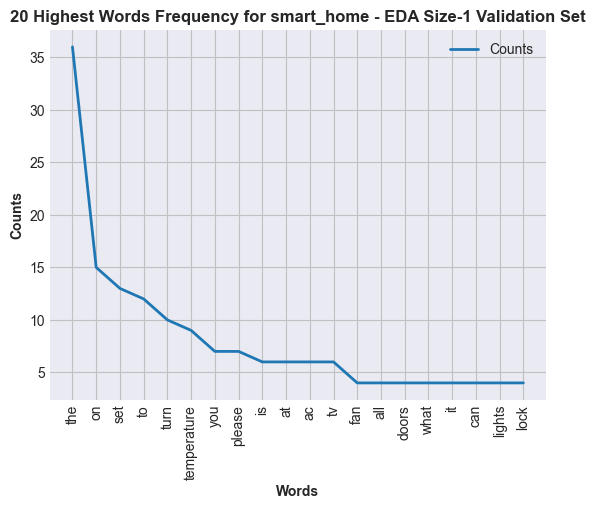 20 Highest Words Frequency for smart_home - EDA Size-1 Validation Set
Counts
35
30
25
20
15
10
5
Counts
the
on
set
to
turn
temperature
you
please
is
at
ac
tv
fan
all
doors
what
it
can
lights
lock
Words